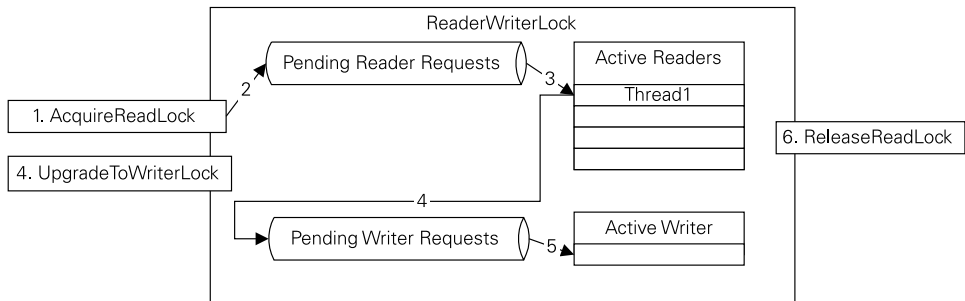 ReaderWriterLock
Pending Reader Requests
Active Readers
2
3
Thread1
1. AcquireReadLock
6. ReleaseReadLock
4. UpgradeToWriterLock
4
Pending Writer Requests
Active Writer
5